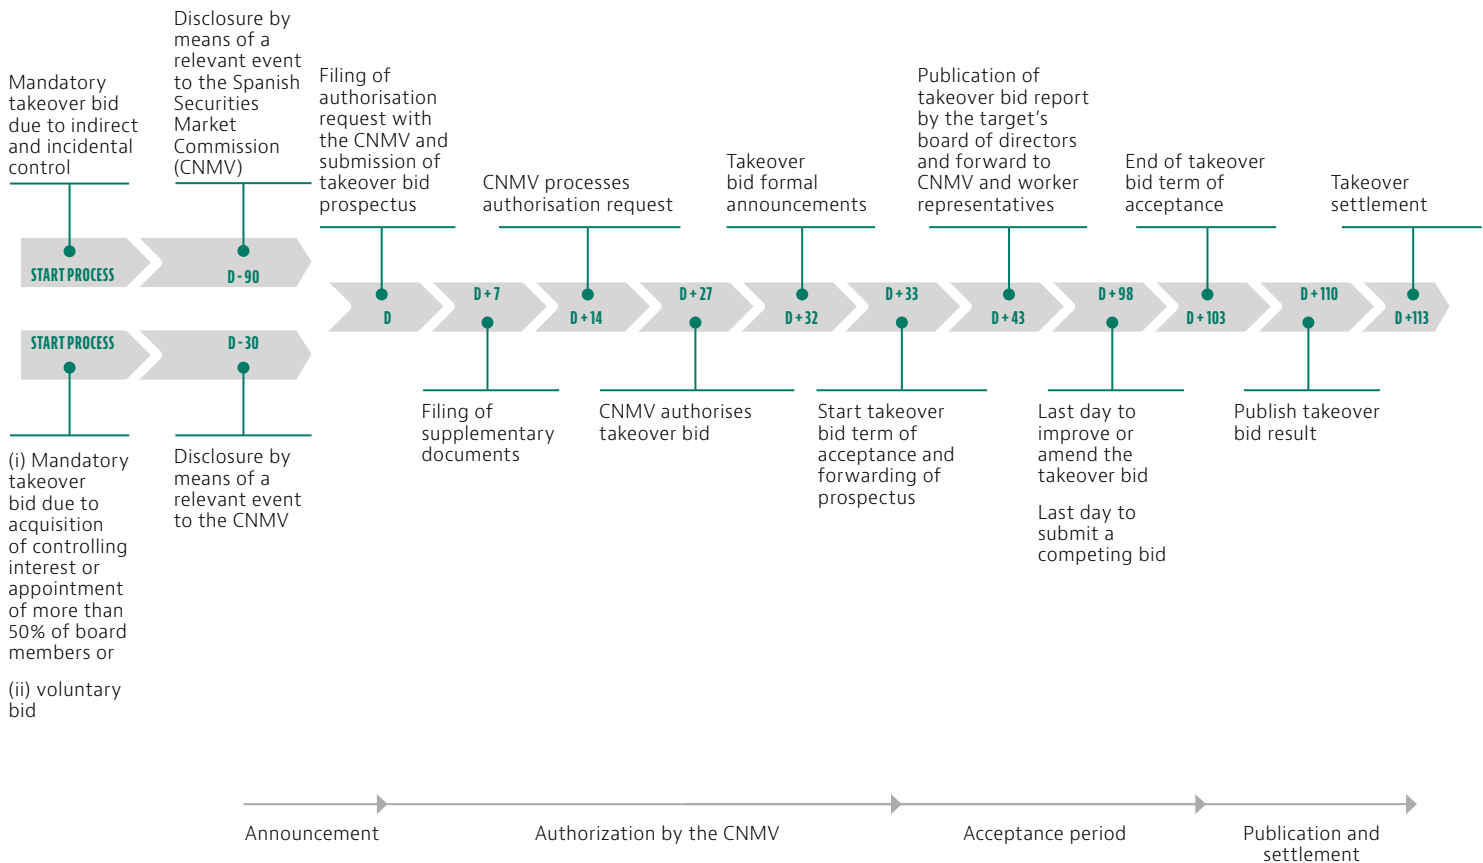 Mandatory
takeover bid
due to indirect
and incidental
control
Disclosure by
means of a
relevant event
to the Spanish
Securities
Market
Commission
(CNMV)
Filing of
authorisation
request with
the CNMV and
submission of
takeover bid
prospectus
CNMV processes
authorisation request
Takeover
bid formal
announcements
Publication of
takeover bid report
by the target's
board of directors
and forward to
CNMV and worker
representatives
End of takeover
bid term of
acceptance
Takeover
settlement
START PROCESS
D - 90
START PROCESS
D - 30
D
D + 7
D + 14
D + 27
D + 32
D + 33
D + 43
D + 98
D + 103
D + 110
D +113
(i) Mandatory
takeover
bid due to
acquisition
of controlling
interest or
appointment
of more than
50% of board
members or
(ii) voluntary
bid
Disclosure by
means of a
relevant event
to the CNMV
Filing of
supplementary
documents
CNMV authorises
takeover bid
Start takeover
bid term of
acceptance and
forwarding of
prospectus
Last day to
improve or
amend the
takeover bid
Last day to
submit a
competing bid
Publish takeover
bid result
Announcement
Authorization by the CNMV
Acceptance period
Publication and
settlement